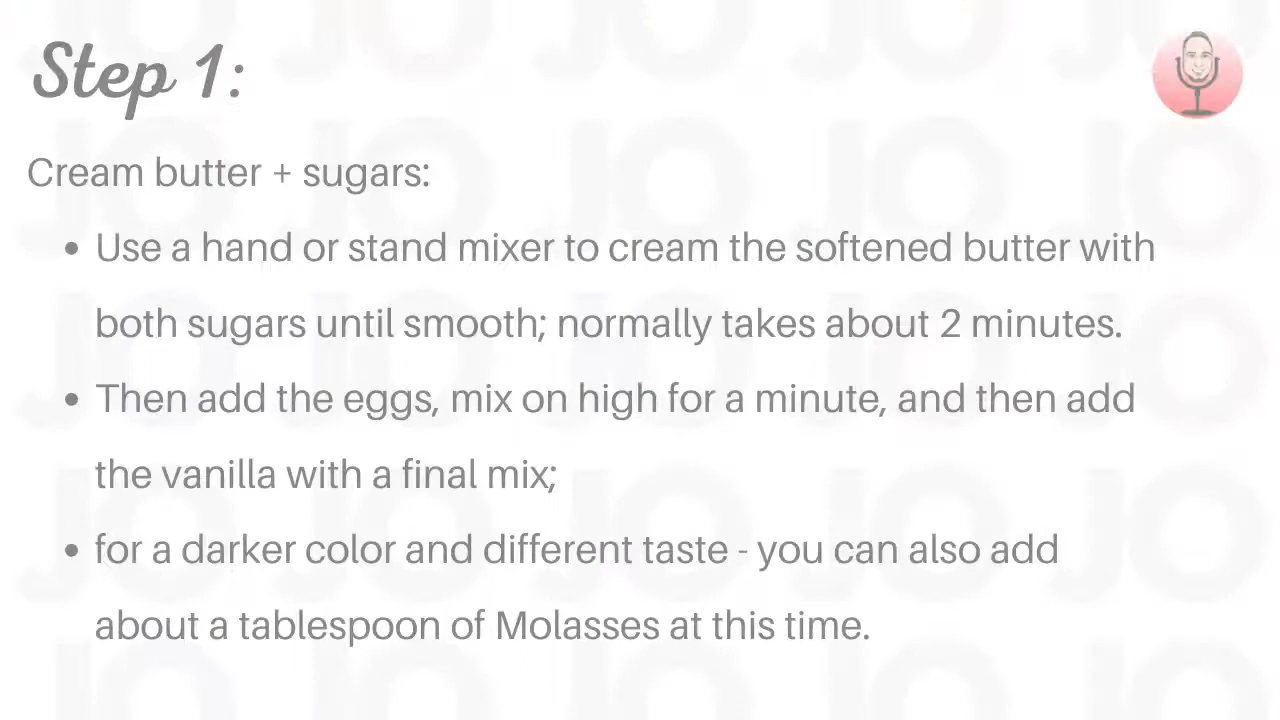 Step 1:
Cream butter + sugars:
• Use a hand or stand mixer to cream the softened butter with
both sugars until smooth; normally takes about 2 minutes.
• Then add the eggs, mix on high for a minute, and then add
the vanilla with a final mix;
• for a darker color and different taste - you can also add
about a tablespoon of Molasses at this time.